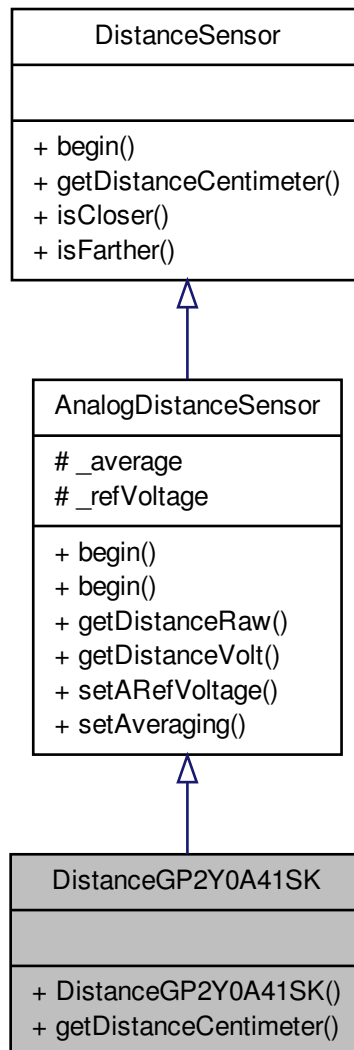 DistanceSensor
+ begin()
+ getDistanceCentimeter()
+ isCloser()
+ isFarther()
AnalogDistanceSensor
# _average
# _refVoltage
+ begin()
+ begin()
+ getDistanceRaw()
+ getDistanceVolt()
+ setARefVoltage()
+ setAveraging()
DistanceGP2Y0A41SK
+ DistanceGP2Y0A41SK()
+ getDistanceCentimeter()